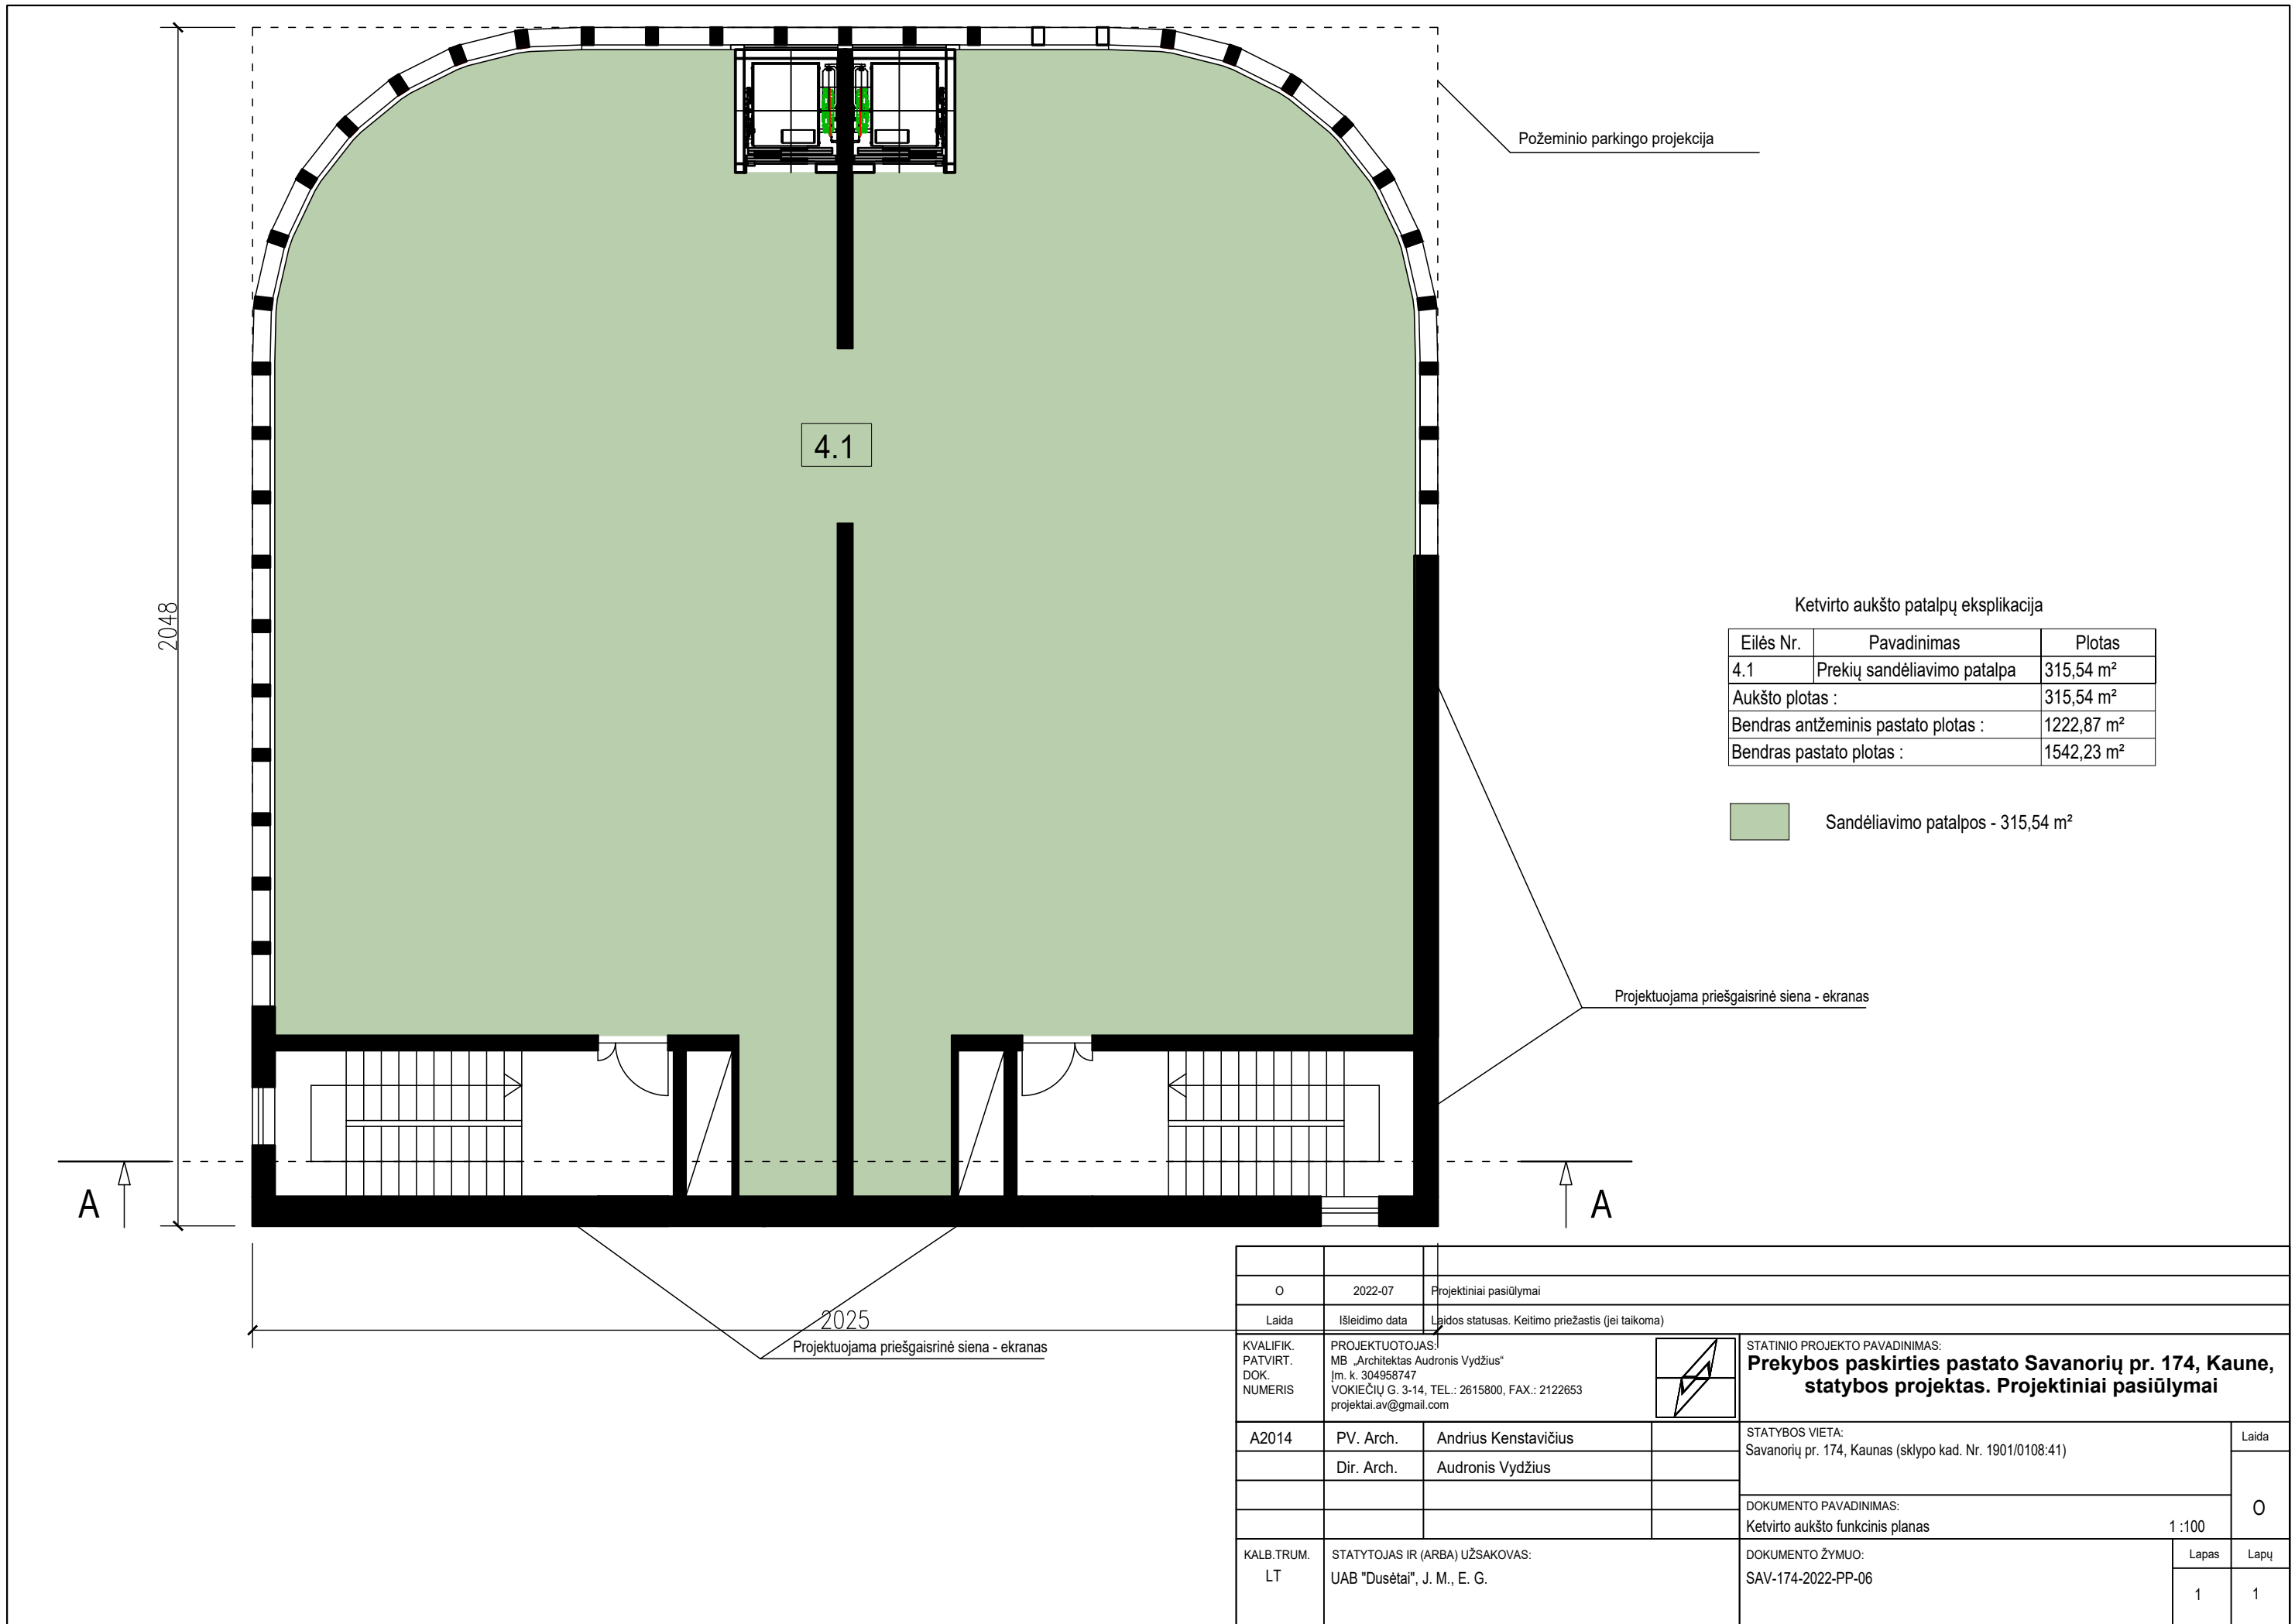 Požeminio parkingo projekcija
4.1
2048
Ketvirto aukšto patalpų eksplikacija
Eilės Nr. Pavadinimas Plotas
4.1 Prekių sandėliavimo patalpa 315,54 m²
Aukšto plotas : 315,54 m²
Bendras antžeminis pastato plotas : 1222,87 m²
Bendras pastato plotas : 1542,23 m²
Sandėliavimo patalpos - 315,54 m²
Projektuojama priešgaisrinė siena - ekranas
A
A
2025
Projektuojama priešgaisrinė siena - ekranas
O 2022-07 Projektiniai pasiūlymai
Laida Išleidimo data Laidos statusas. Keitimo priežastis (jei taikoma)
KVALIFIK.
PATVIRT.
DOK.
NUMERIS
PROJEKTUOTOJAS:
MB „Architektas Audronis Vydžius“
Įm. k. 304958747
VOKIEČIŲ G. 3-14, TEL.: 2615800, FAX.: 2122653
projektai.av@gmail.com
STATINIO PROJEKTO PAVADINIMAS:
Prekybos paskirties pastato Savanorių pr. 174, Kaune,
statybos projektas. Projektiniai pasiūlymai
A2014 PV. Arch. Andrius Kenstavičius
Dir. Arch. Audronis Vydžius
STATYBOS VIETA:
Savanorių pr. 174, Kaunas (sklypo kad. Nr. 1901/0108:41)
Laida
O
DOKUMENTO PAVADINIMAS:
Ketvirto aukšto funkcinis planas 1 :100
KALB.TRUM.
LT
STATYTOJAS IR (ARBA) UŽSAKOVAS:
UAB "Dusėtai", J. M., E. G.
DOKUMENTO ŽYMUO:
SAV-174-2022-PP-06
Lapas Lapų
1 1